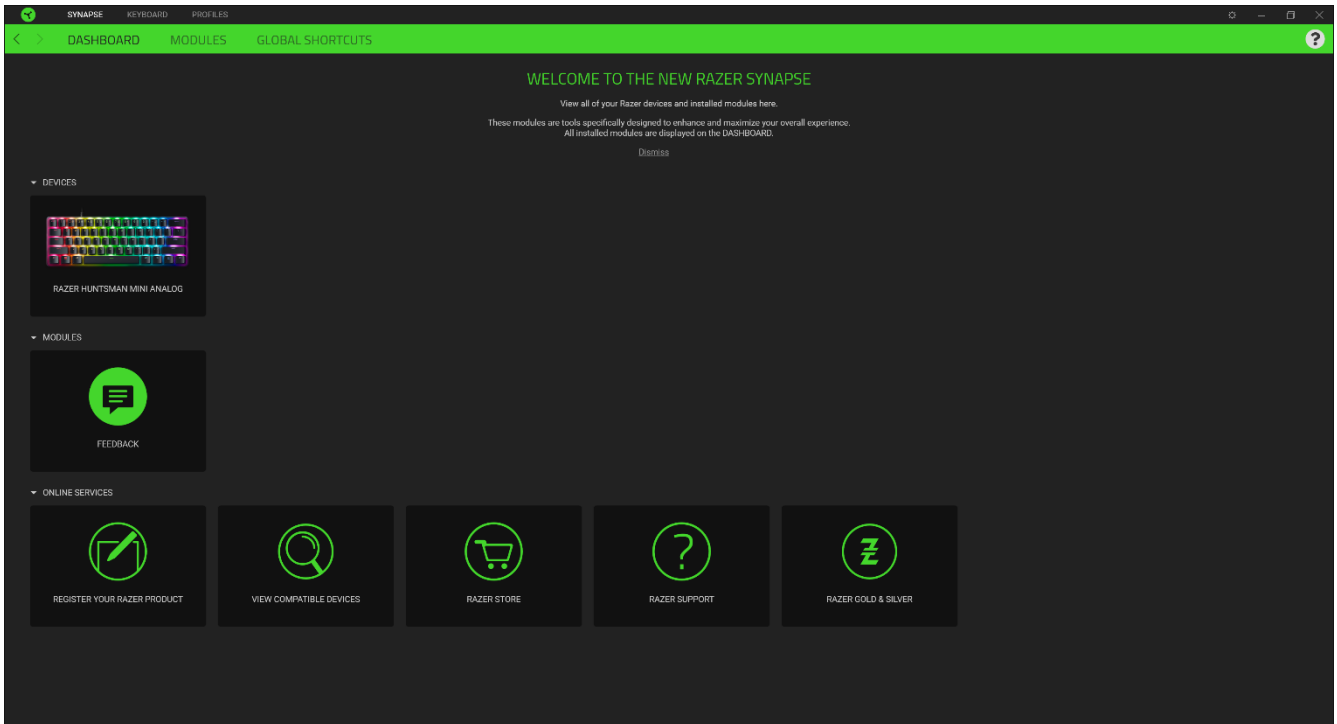 SYNAPSE KEYBOARD PROFILES
DASHBOARD MODULES GLOBAL SHORTCUTS
?
WELCOME TO THE NEW RAZER SYNAPSE
View all of your Razer devices and installed modules here.
These modules are tools specifically designed to enhance and maximize your overall experience.
All installed modules are displayed on the DASHBOARD.
Dismiss
DEVICES
RAZER HUNTSMAN MINI ANALOG
MODULES
FEEDBACK
ONLINE SERVICES
REGISTER YOUR RAZER PRODUCT
VIEW COMPATIBLE DEVICES
RAZER STORE
RAZER SUPPORT
RAZER GOLD & SILVER